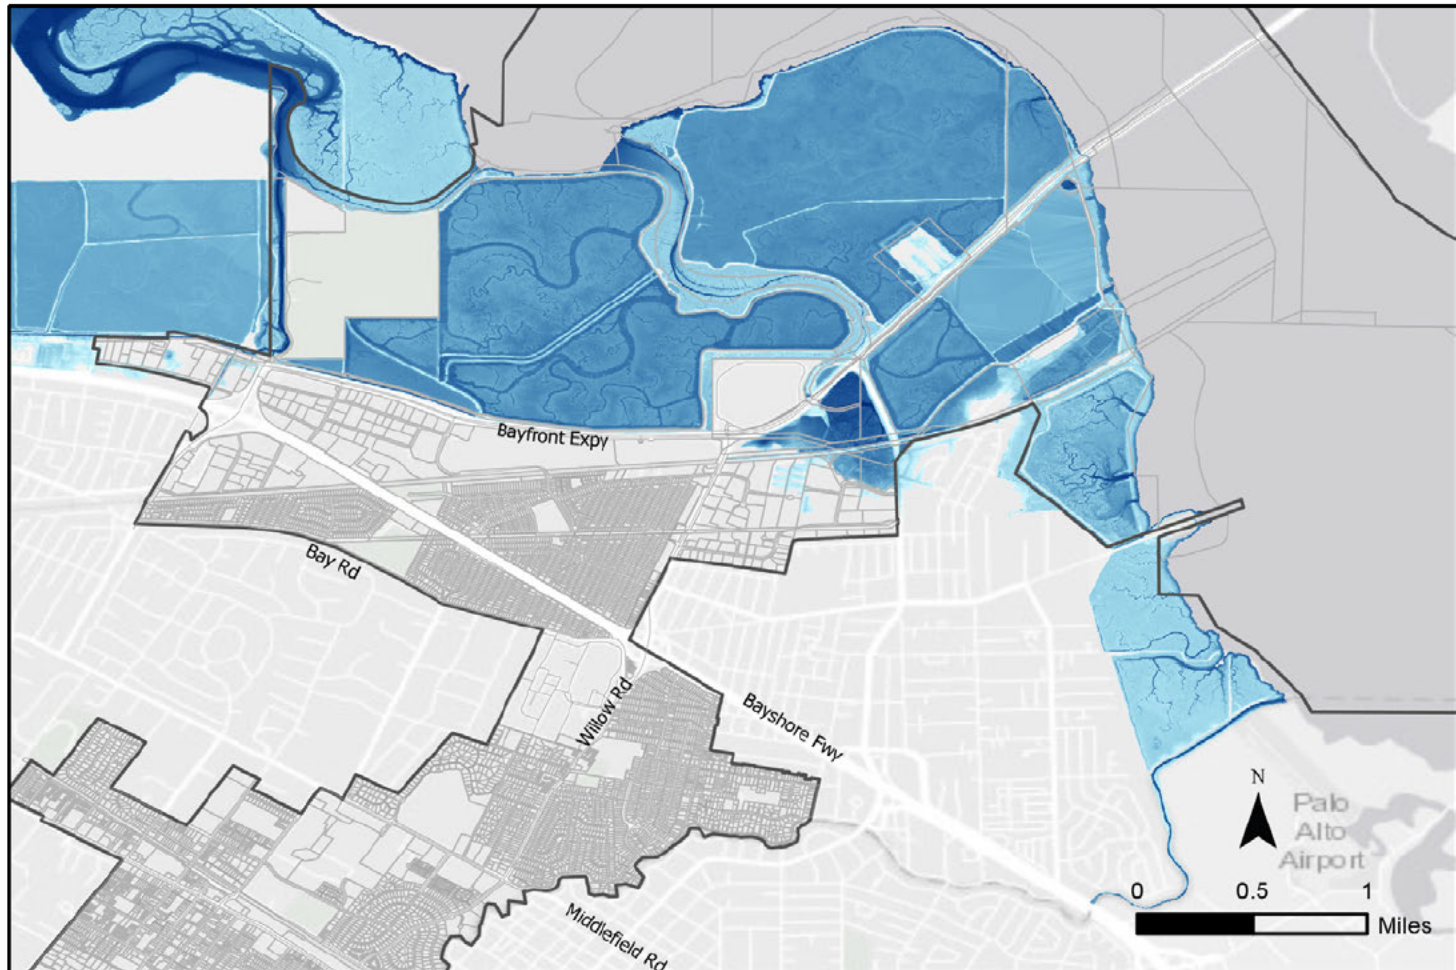 Bayfront Expy
Bay Rd
Willow Rd
Bayshore Fwy
Middlefield Rd
N
Palo
Alto
Airport
0 0.5 1
Miles